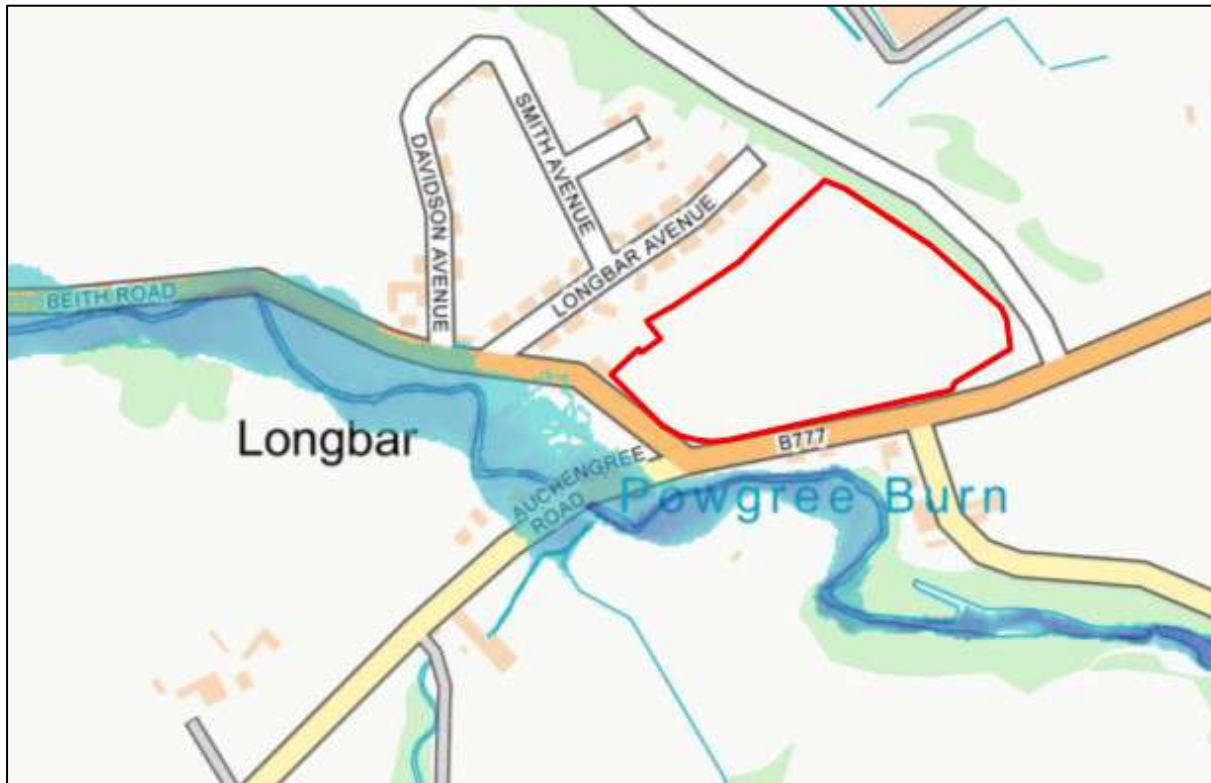 DAVIDSON AVENUE
SMITH AVENUE
LONGBAR AVENUE
BEITH ROAD
Longbar
B777
AUCHENGREE
ROAD
Powgree Burn